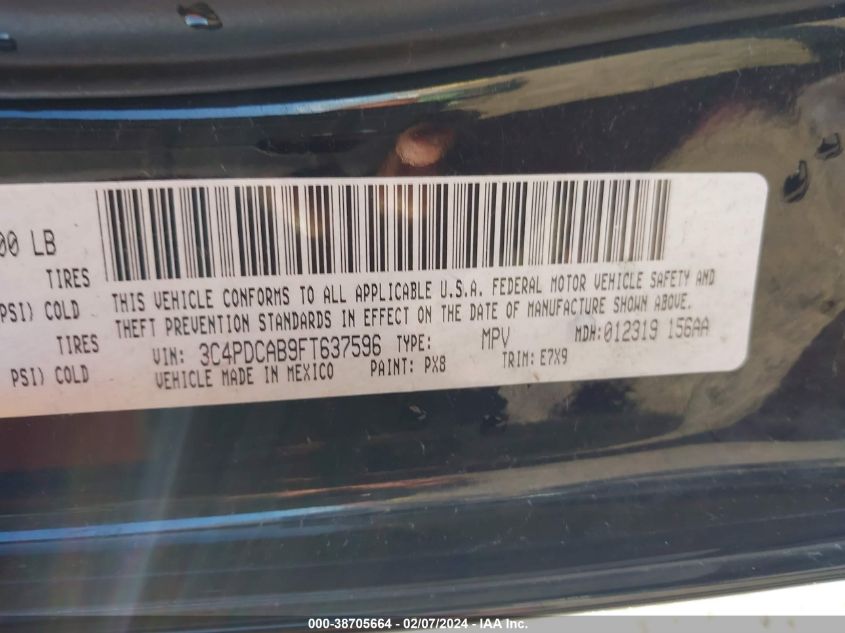 00 LB
TIRES
PSI) COLD
TIRES
PSI) COLD
THIS VEHICLE CONFORMS TO ALL APPLICABLE U.S.A. FEDERAL MOTOR VEHICLE SAFETY AND
THEFT PREVENTION STANDARDS IN EFFECT ON THE DATE OF MANUFACTURE SHOWN ABOVE.
VIN: 3C4PDCAB9FT637596 TYPE: MPV MDH:012319 156AA
VEHICLE MADE IN MEXICO PAINT: PX8 TRIM: E7X9
000-38705664 - 02/07/2024 - IAA Inc.